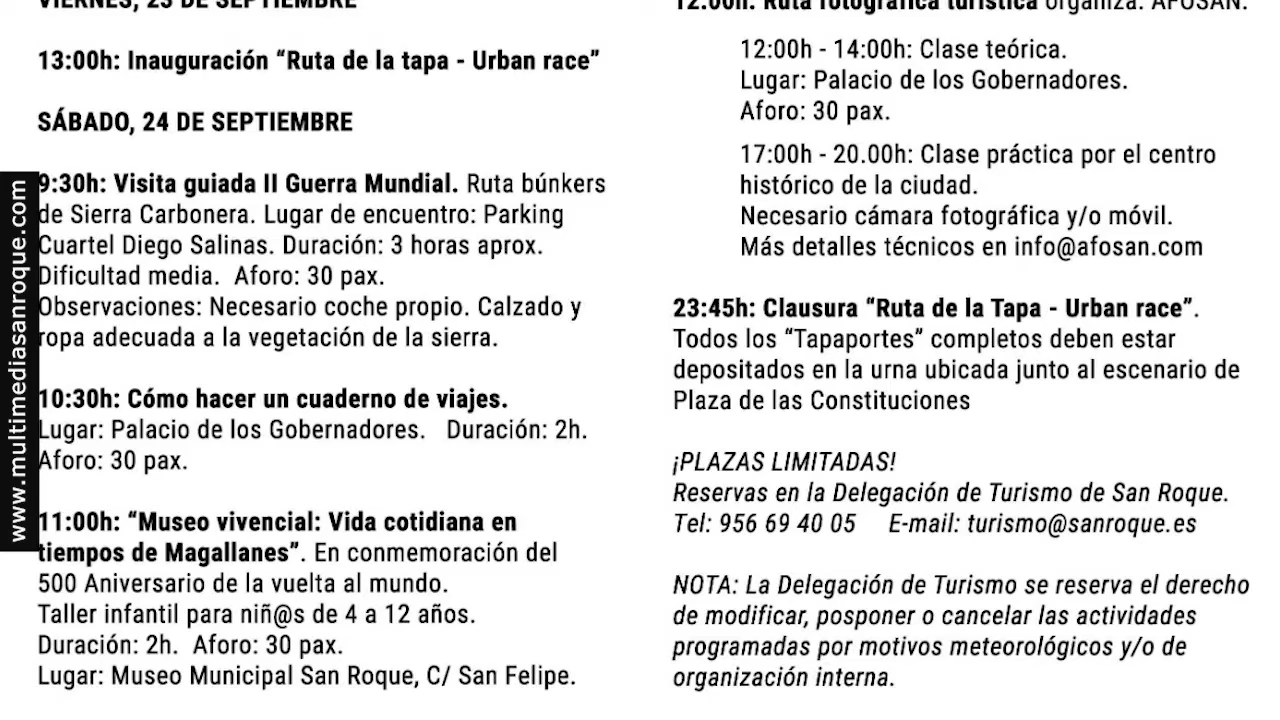 VIERNES, 23 DE SEPTIEMBRE
13:00h: Inauguración “Ruta de la tapa - Urban race”
SÁBADO, 24 DE SEPTIEMBRE
9:30h: Visita guiada II Guerra Mundial. Ruta búnkers
de Sierra Carbonera. Lugar de encuentro: Parking
Cuartel Diego Salinas. Duración: 3 horas aprox.
Dificultad media. Aforo: 30 pax.
Observaciones: Necesario coche propio. Calzado y
ropa adecuada a la vegetación de la sierra.
10:30h: Cómo hacer un cuaderno de viajes.
Lugar: Palacio de los Gobernadores. Duración: 2h.
Aforo: 30 pax.
11:00h: “Museo vivencial: Vida cotidiana en
tiempos de Magallanes”. En conmemoración del
500 Aniversario de la vuelta al mundo.
Taller infantil para niñ@s de 4 a 12 años.
Duración: 2h. Aforo: 30 pax.
Lugar: Museo Municipal San Roque, C/ San Felipe.
12:00h: Ruta fotográfica turística organiza: AFOSAN.
12:00h - 14:00h: Clase teórica.
Lugar: Palacio de los Gobernadores.
Aforo: 30 pax.
17:00h - 20.00h: Clase práctica por el centro
histórico de la ciudad.
Necesario cámara fotográfica y/o móvil.
Más detalles técnicos en info@afosan.com
23:45h: Clausura “Ruta de la Tapa - Urban race”.
Todos los “Tapaportes” completos deben estar
depositados en la urna ubicada junto al escenario de
Plaza de las Constituciones
¡PLAZAS LIMITADAS!
Reservas en la Delegación de Turismo de San Roque.
Tel: 956 69 40 05 E-mail: turismo@sanroque.es
NOTA: La Delegación de Turismo se reserva el derecho
de modificar, posponer o cancelar las actividades
programadas por motivos meteorológicos y/o de
organización interna.
www.multimediasanroque.com